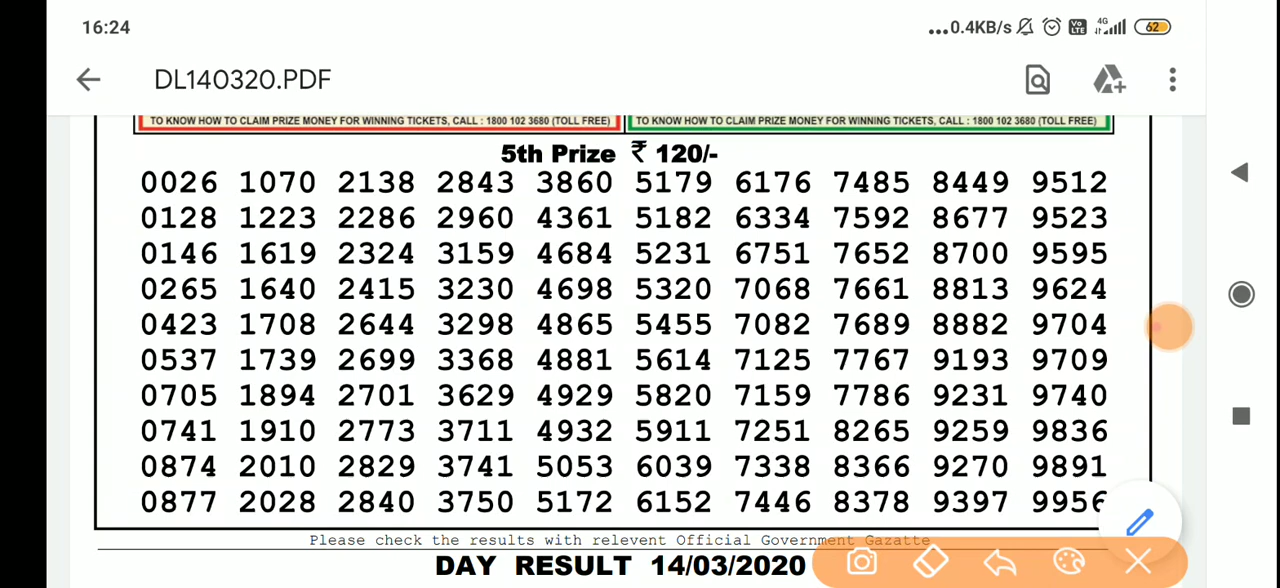 16:24
...0.4KB/s 4G 62
DL140320.PDF
TO KNOW HOW TO CLAIM PRIZE MONEY FOR WINNING TICKETS, CALL : 1800 102 3680 (TOLL FREE) TO KNOW HOW TO CLAIM PRIZE MONEY FOR WINNING TICKETS, CALL : 1800 102 3680 (TOLL FREE)
5th Prize ₹ 120/-
0026 1070 2138 2843 3860 5179 6176 7485 8449 9512
0128 1223 2286 2960 4361 5182 6334 7592 8677 9523
0146 1619 2324 3159 4684 5231 6751 7652 8700 9595
0265 1640 2415 3230 4698 5320 7068 7661 8813 9624
0423 1708 2644 3298 4865 5455 7082 7689 8882 9704
0537 1739 2699 3368 4881 5614 7125 7767 9193 9709
0705 1894 2701 3629 4929 5820 7159 7786 9231 9740
0741 1910 2773 3711 4932 5911 7251 8265 9259 9836
0874 2010 2829 3741 5053 6039 7338 8366 9270 9891
0877 2028 2840 3750 5172 6152 7446 8378 9397 9956
Please check the results with relevent Official Government Gazatte
DAY RESULT 14/03/2020